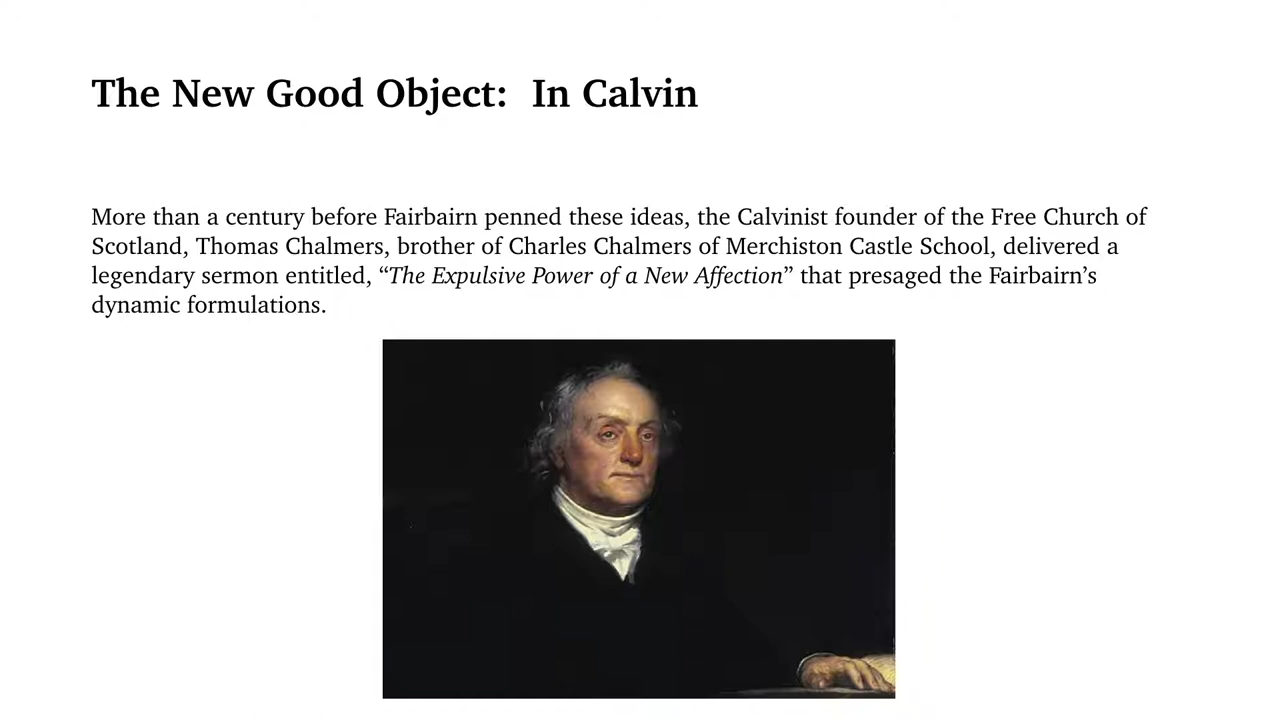 The New Good Object:  In Calvin
More than a century before Fairbairn penned these ideas, the Calvinist founder of the Free Church of
Scotland, Thomas Chalmers, brother of Charles Chalmers of Merchiston Castle School, delivered a
legendary sermon entitled, “The Expulsive Power of a New Affection” that presaged the Fairbairn’s
dynamic formulations.